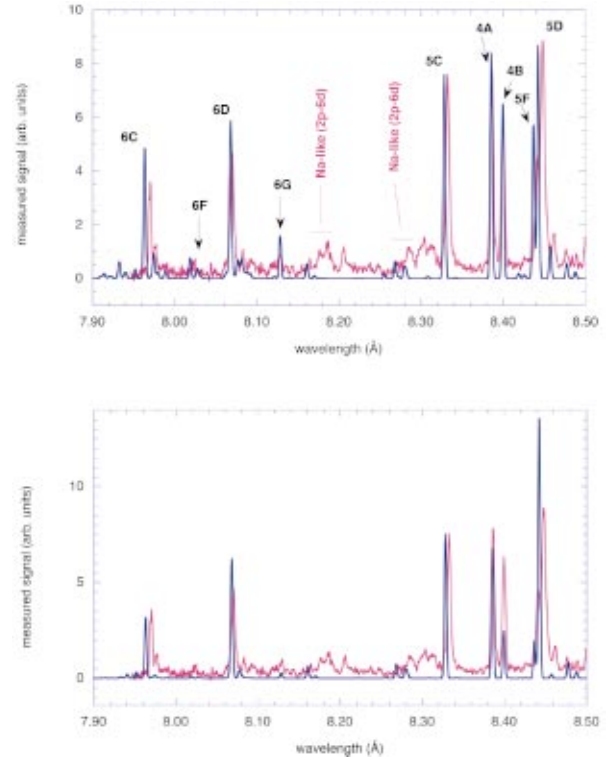 10
8
6
4
2
0
measured signal (arb. units)
6C
6F
6D
6G
Na-like (2p-6d)
Na-like (2p-6d)
5C
4A
4B
5F
5D
7.90 8.00 8.10 8.20 8.30 8.40 8.50
wavelength (Å)
10
5
0
measured signal (arb. units)
7.90 8.00 8.10 8.20 8.30 8.40 8.50
wavelength (Å)